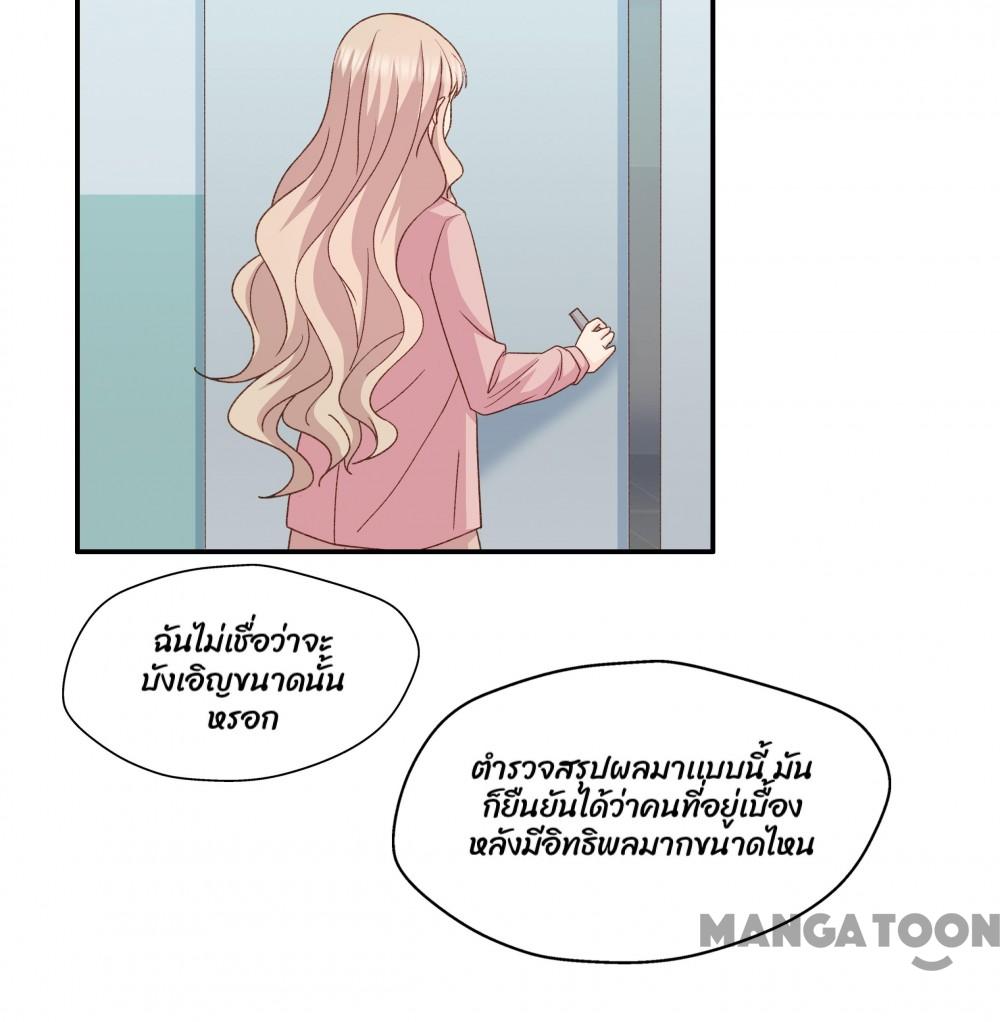 ฉันไม่เชื่อว่าจะ
บังเอิญขนาดนั้น
หรอก
ตำรวจสรุปผลมาแบบนี้ มัน
ก็ยืนยันได้ว่าคนที่อยู่เบื้อง
หลังมีอิทธิพลมากขนาดไหน
MANGATOON